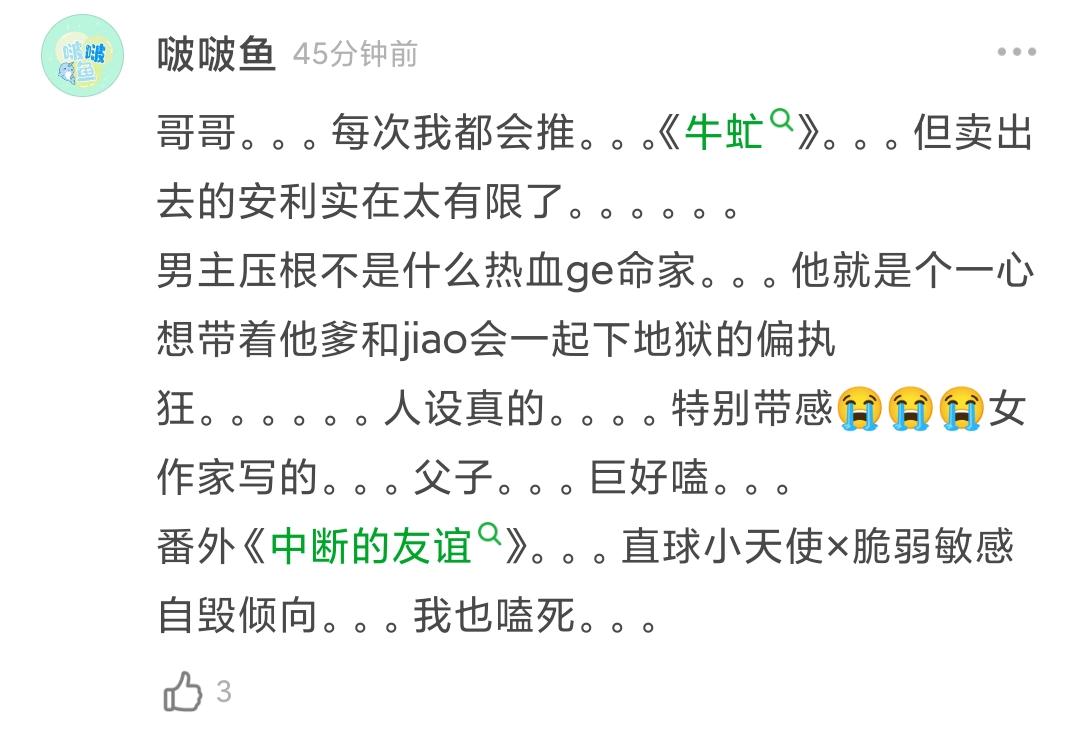 啵啵鱼
啵啵鱼 45分钟前
哥哥。。。每次我都会推。。。《牛虻》。。。但卖出
去的安利实在太有限了。。。。。。
男主压根不是什么热血ge命家。。。他就是个一心
想带着他爹和jiao会一起下地狱的偏执
狂。。。。。。人设真的。。。。特别带感😭😭😭女
作家写的。。。父子。。。巨好嗑。。。
番外《中断的友谊》。。。直球小天使×脆弱敏感
自毁倾向。。。我也嗑死。。。
3